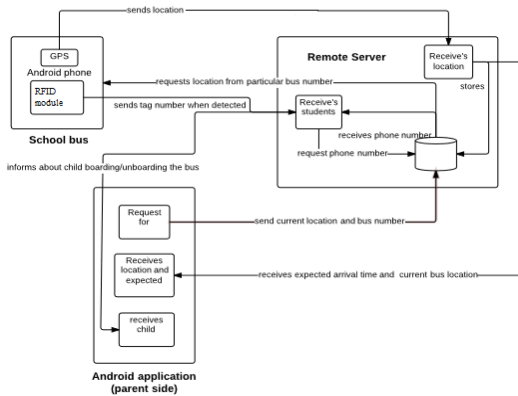 sends location
GPS
Android phone
RFID
module
School bus
Remote Server
Receive's
location
stores
requests location from particular bus number
sends tag number when detected
Receive's
students
receives phone number
request phone number
informs about child boarding/unboarding the bus
Request
for
send current location and bus number
Receives
location and
expected
receives expected arrival time and current bus location
receives
child
Android application
(parent side)